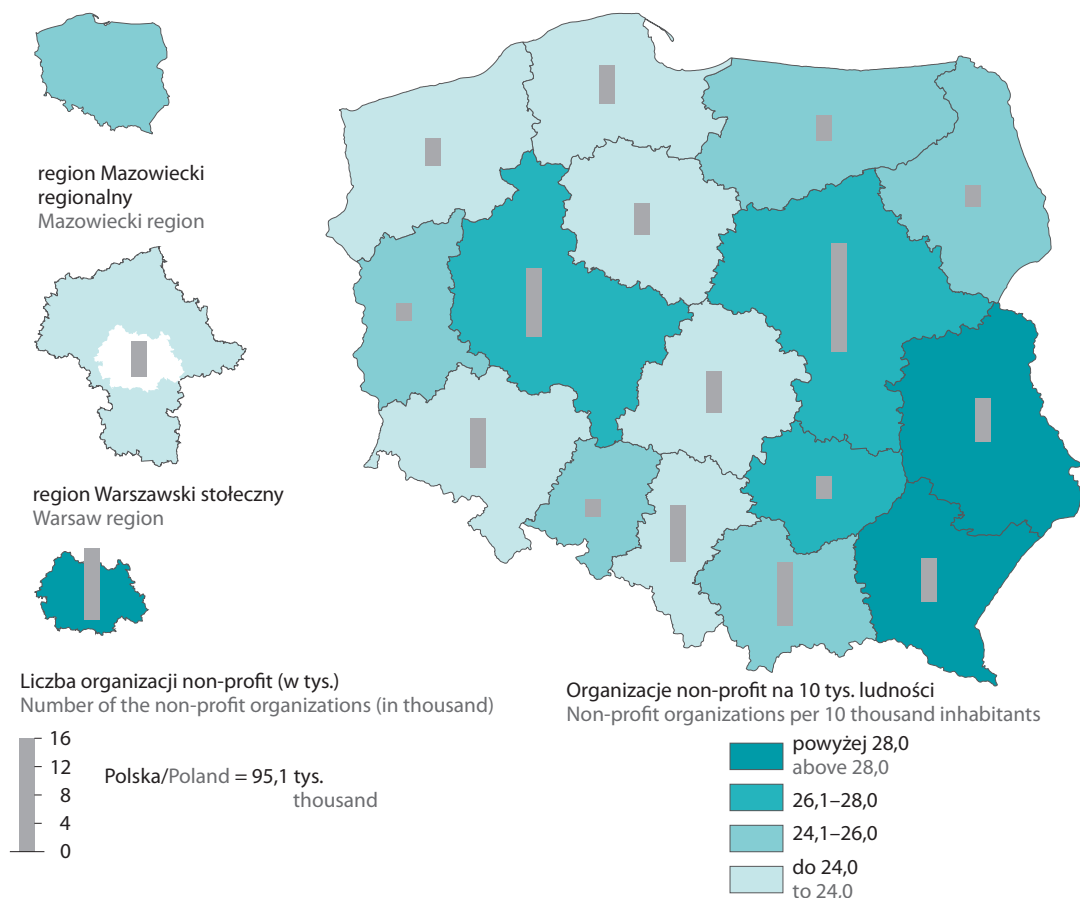 region Mazowiecki
regionalny
Mazowiecki region
region Warszawski stołeczny
Warsaw region
Liczba organizacji non-profit (w tys.)
Number of the non-profit organizations (in thousand)
16
12
8
4
0
Polska/Poland = 95,1 tys.
thousand
Organizacje non-profit na 10 tys. ludności
Non-profit organizations per 10 thousand inhabitants
powyżej 28,0
above 28,0
26,1–28,0
24,1–26,0
do 24,0
to 24,0